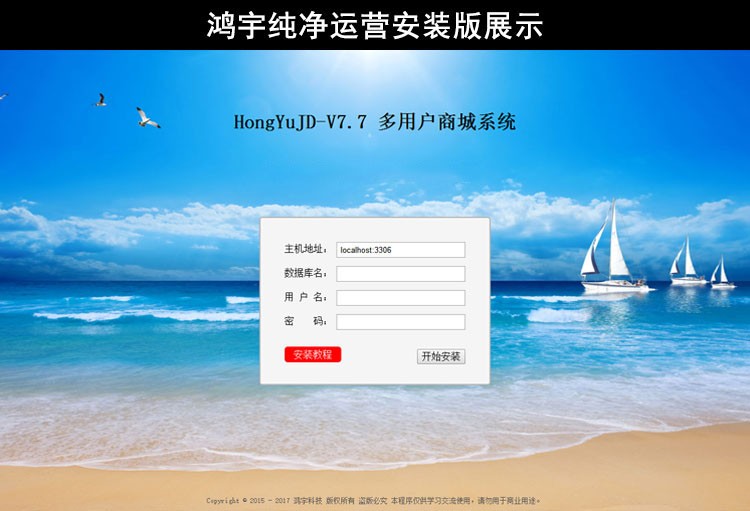 鸿宇纯净运营安装版展示
HongYuJD-V7.7 多用户商城系统
主机地址： localhost:3306
数据库名：
用 户 名：
密 码：
安装教程 开始安装
Copyright © 2015 - 2017 鸿宇科技 版权所有 盗版必究 本程序仅供学习交流使用，请勿用于商业用途。